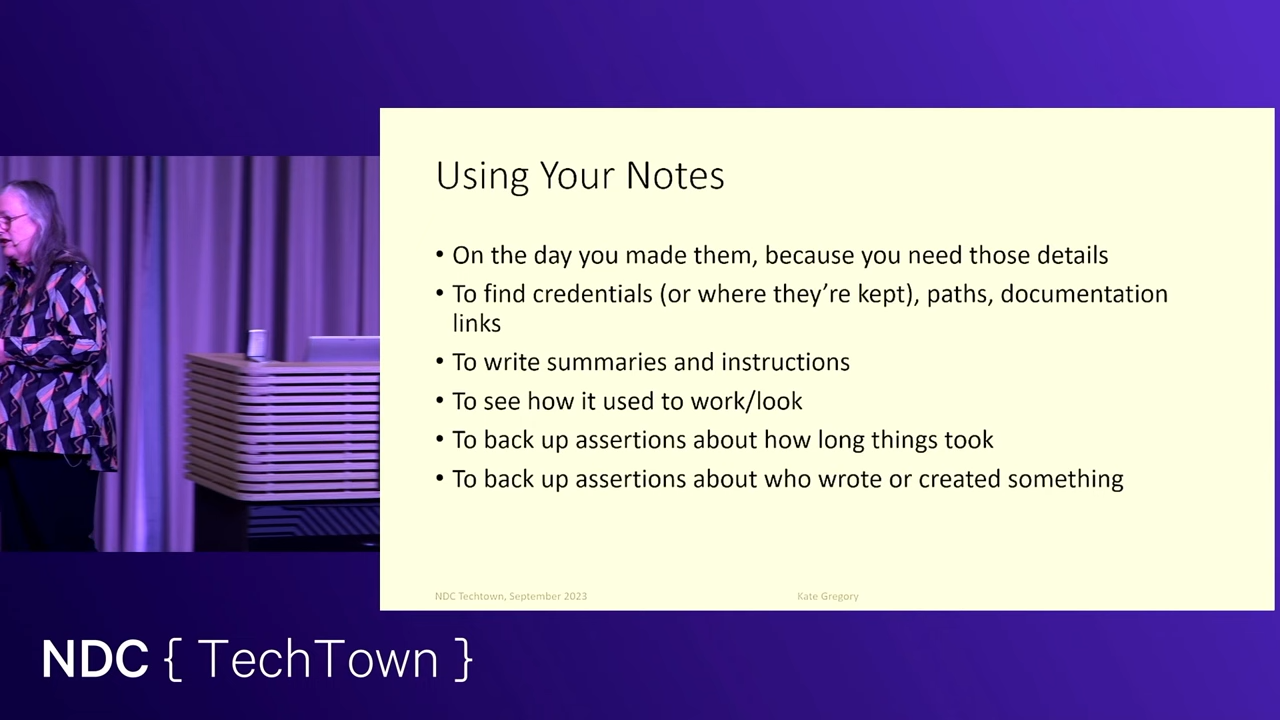 Using Your Notes
• On the day you made them, because you need those details
• To find credentials (or where they’re kept), paths, documentation
links
• To write summaries and instructions
• To see how it used to work/look
• To back up assertions about how long things took
• To back up assertions about who wrote or created something
NDC Techtown, September 2023
Kate Gregory
NDC { TechTown }